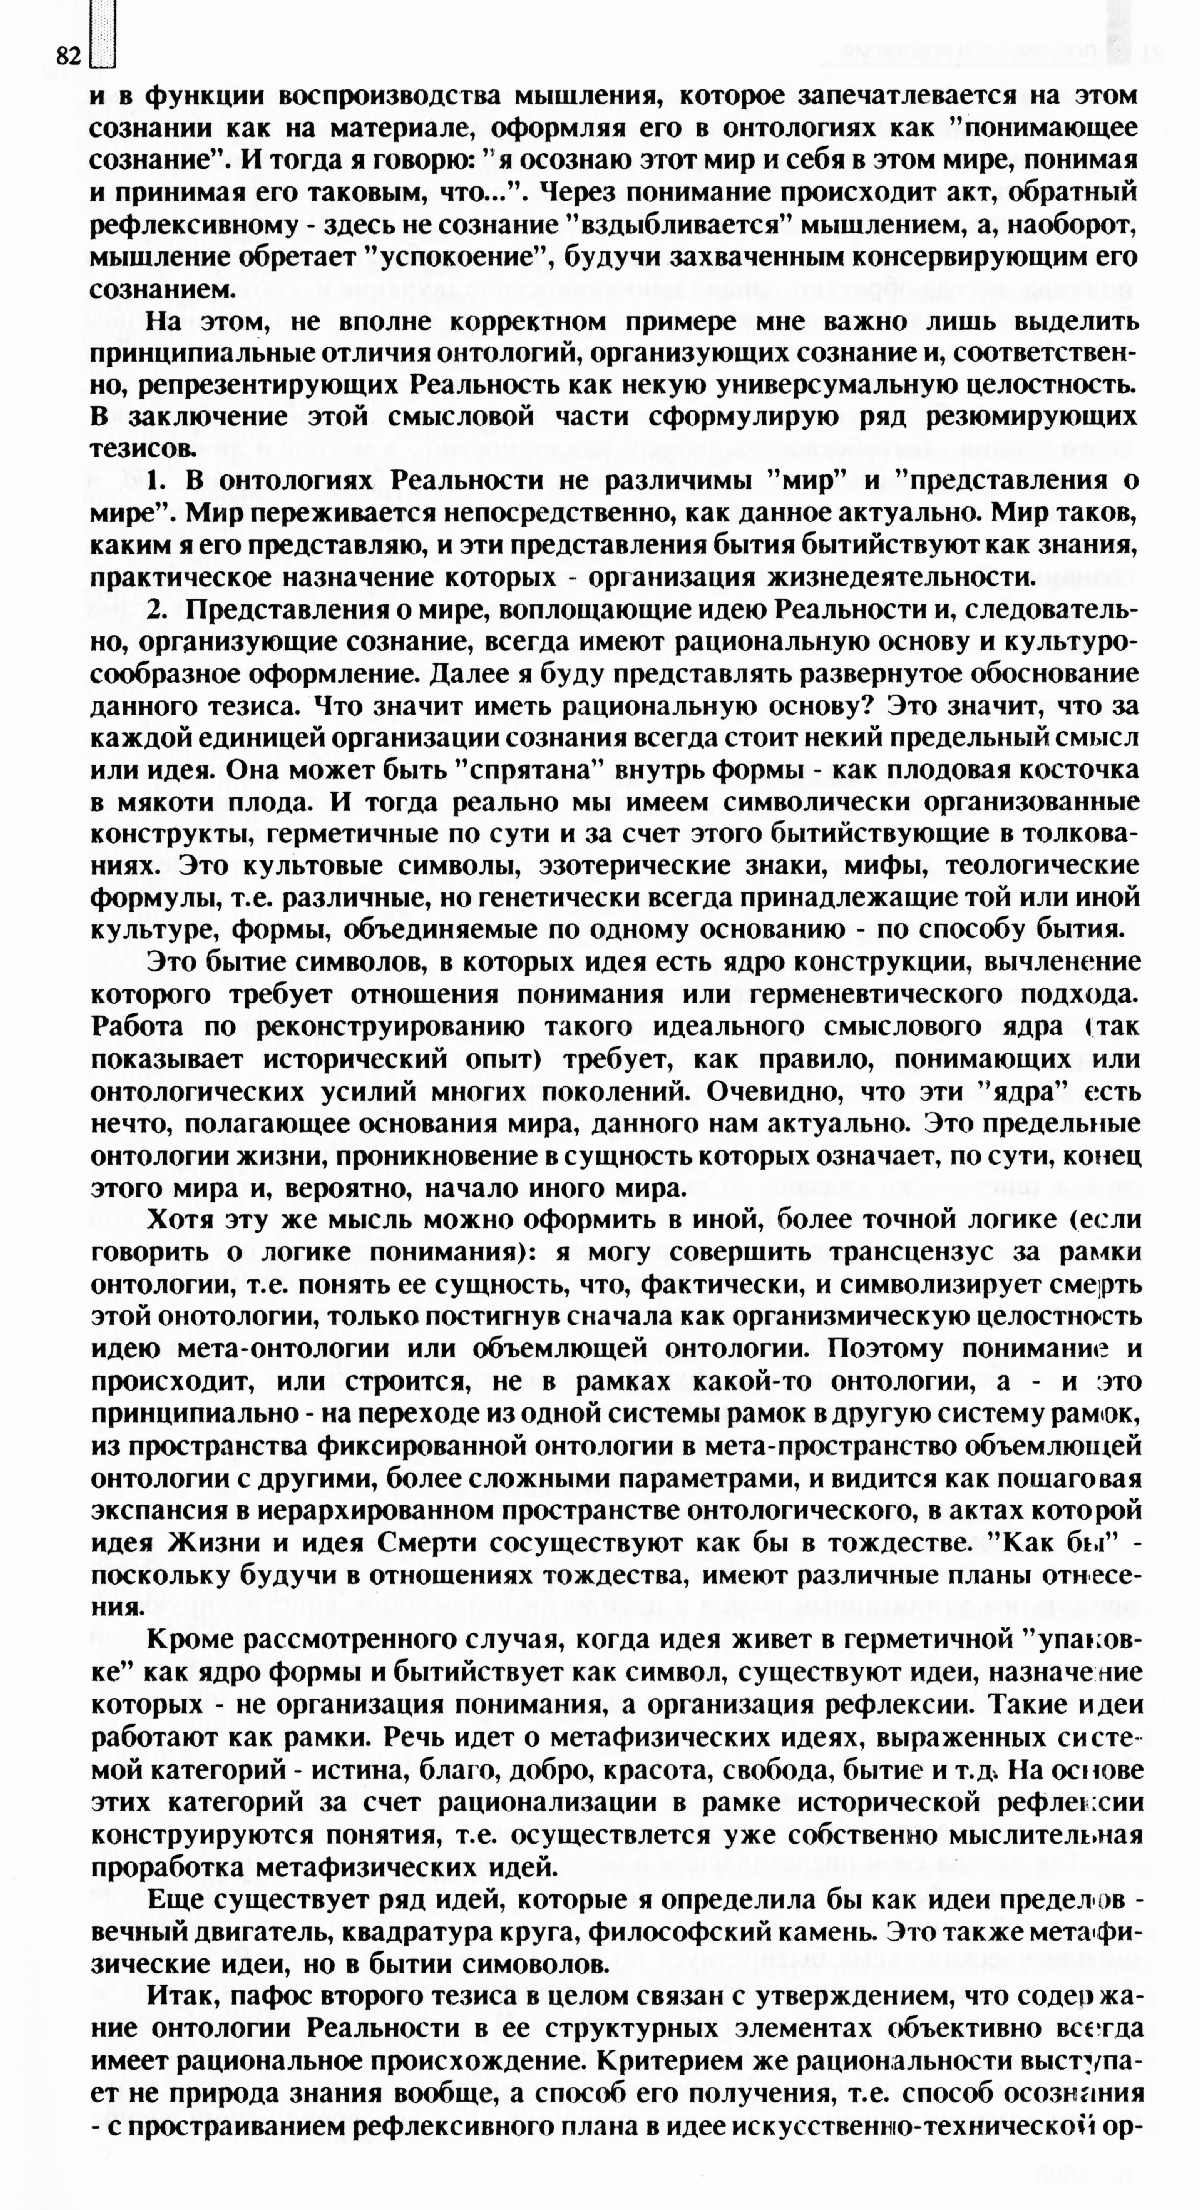 82
и в функции воспроизводства мышления, которое запечатлевается на этом
сознании как на материале, оформляя его в онтологиях как ”понимающее
сознание”. И тогда я говорю: ”я осознаю этот мир и себя в этом мире, понимая
и принимая его таковым, что...”. Через понимание происходит акт, обратный
рефлексивному - здесь не сознание ”вздыбливается” мышлением, а, наоборот,
мышление обретает ”успокоение”, будучи захваченным консервирующим его
сознанием.
На этом, не вполне корректном примере мне важно лишь выделить
принципиальные отличия онтологий, организующих сознание и, соответствен-
но, репрезентирующих Реальность как некую универсумальную целостность.
В заключение этой смысловой части сформулирую ряд резюмирующих
тезисов.
1. В онтологиях Реальности не различимы ”мир” и ”представления о
мире”. Мир переживается непосредственно, как данное актуально. Мир таков,
каким я его представляю, и эти представления бытия бытийствуют как знания,
практическое назначение которых - организация жизнедеятельности.
2. Представления о мире, воплощающие идею Реальности и, следователь-
но, организующие сознание, всегда имеют рациональную основу и культуро-
сообразное оформление. Далее я буду представлять развернутое обоснование
данного тезиса. Что значит иметь рациональную основу? Это значит, что за
каждой единицей организации сознания всегда стоит некий предельный смысл
или идея. Она может быть ”спрятана” внутрь формы - как плодовая косточка
в мякоти плода. И тогда реально мы имеем символически организованные
конструкты, герметичные по сути и за счет этого бытийствующие в толкова-
ниях. Это культовые символы, эзотерические знаки, мифы, теологические
формулы, т.е. различные, но генетически всегда принадлежащие той или иной
культуре, формы, объединяемые по одному основанию - по способу бытия.
Это бытие символов, в которых идея есть ядро конструкции, вычленение
которого требует отношения понимания или герменевтического подхода.
Работа по реконструированию такого идеального смыслового ядра (так
показывает исторический опыт) требует, как правило, понимающих или
онтологических усилий многих поколений. Очевидно, что эти ”ядра” есть
нечто, полагающее основания мира, данного нам актуально. Это предельные
онтологии жизни, проникновение в сущность которых означает, по сути, конец
этого мира и, вероятно, начало иного мира.
Хотя эту же мысль можно оформить в иной, более точной логике (если
говорить о логике понимания): я могу совершить трансцензус за рамки
онтологии, т.е. понять ее сущность, что, фактически, и символизирует смерть
этой онотологии, только постигнув сначала как организмическую целостность
идею мета-онтологии или объемлющей онтологии. Поэтому понимание и
происходит, или строится, не в рамках какой-то онтологии, а - и это
принципиально - на переходе из одной системы рамок в другую систему рамок,
из пространства фиксированной онтологии в мета-пространство объемлющей
онтологии с другими, более сложными параметрами, и видится как пошаговая
экспансия в иерархированном пространстве онтологического, в актах которой
идея Жизни и идея Смерти сосуществуют как бы в тождестве. ”Как бы” -
поскольку будучи в отношениях тождества, имеют различные планы отнесе-
ния.
Кроме рассмотренного случая, когда идея живет в герметичной ”упаков-
ке” как ядро формы и бытийствует как символ, существуют идеи, назначение
которых - не организация понимания, а организация рефлексии. Такие идеи
работают как рамки. Речь идет о метафизических идеях, выраженных систе-
мой категорий - истина, благо, добро, красота, свобода, бытие и т.д. На основе
этих категорий за счет рационализации в рамке исторической рефлексии
конструируются понятия, т.е. осуществлется уже собственно мыслительная
проработка метафизических идей.
Еще существует ряд идей, которые я определила бы как идеи пределов -
вечный двигатель, квадратура круга, философский камень. Это также метафи-
зические идеи, но в бытии симоволов.
Итак, пафос второго тезиса в целом связан с утверждением, что содержа-
ние онтологии Реальности в ее структурных элементах объективно всегда
имеет рациональное происхождение. Критерием же рациональности выступа-
ет не природа знания вообще, а способ его получения, т.е. способ осознания
- с простраиванием рефлексивного плана в идее искусственно-технической ор-